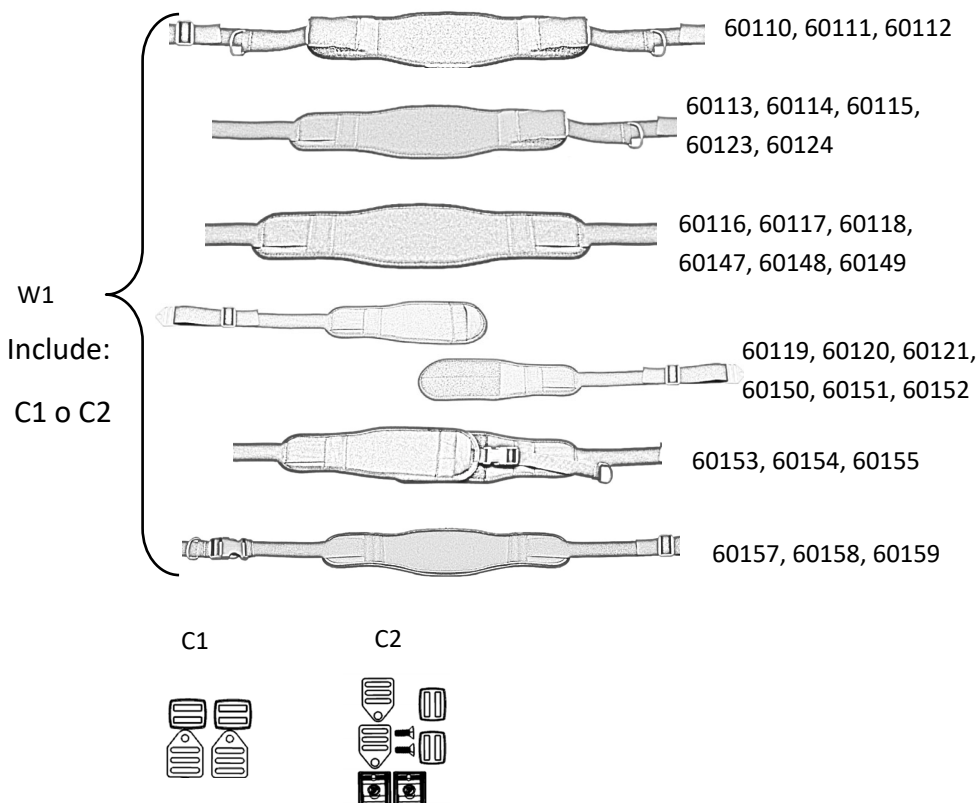 60110, 60111, 60112
60113, 60114, 60115,
60123, 60124
60116, 60117, 60118,
60147, 60148, 60149
W1
Include:
C1 o C2
60119, 60120, 60121,
60150, 60151, 60152
60153, 60154, 60155
60157, 60158, 60159
C1
C2